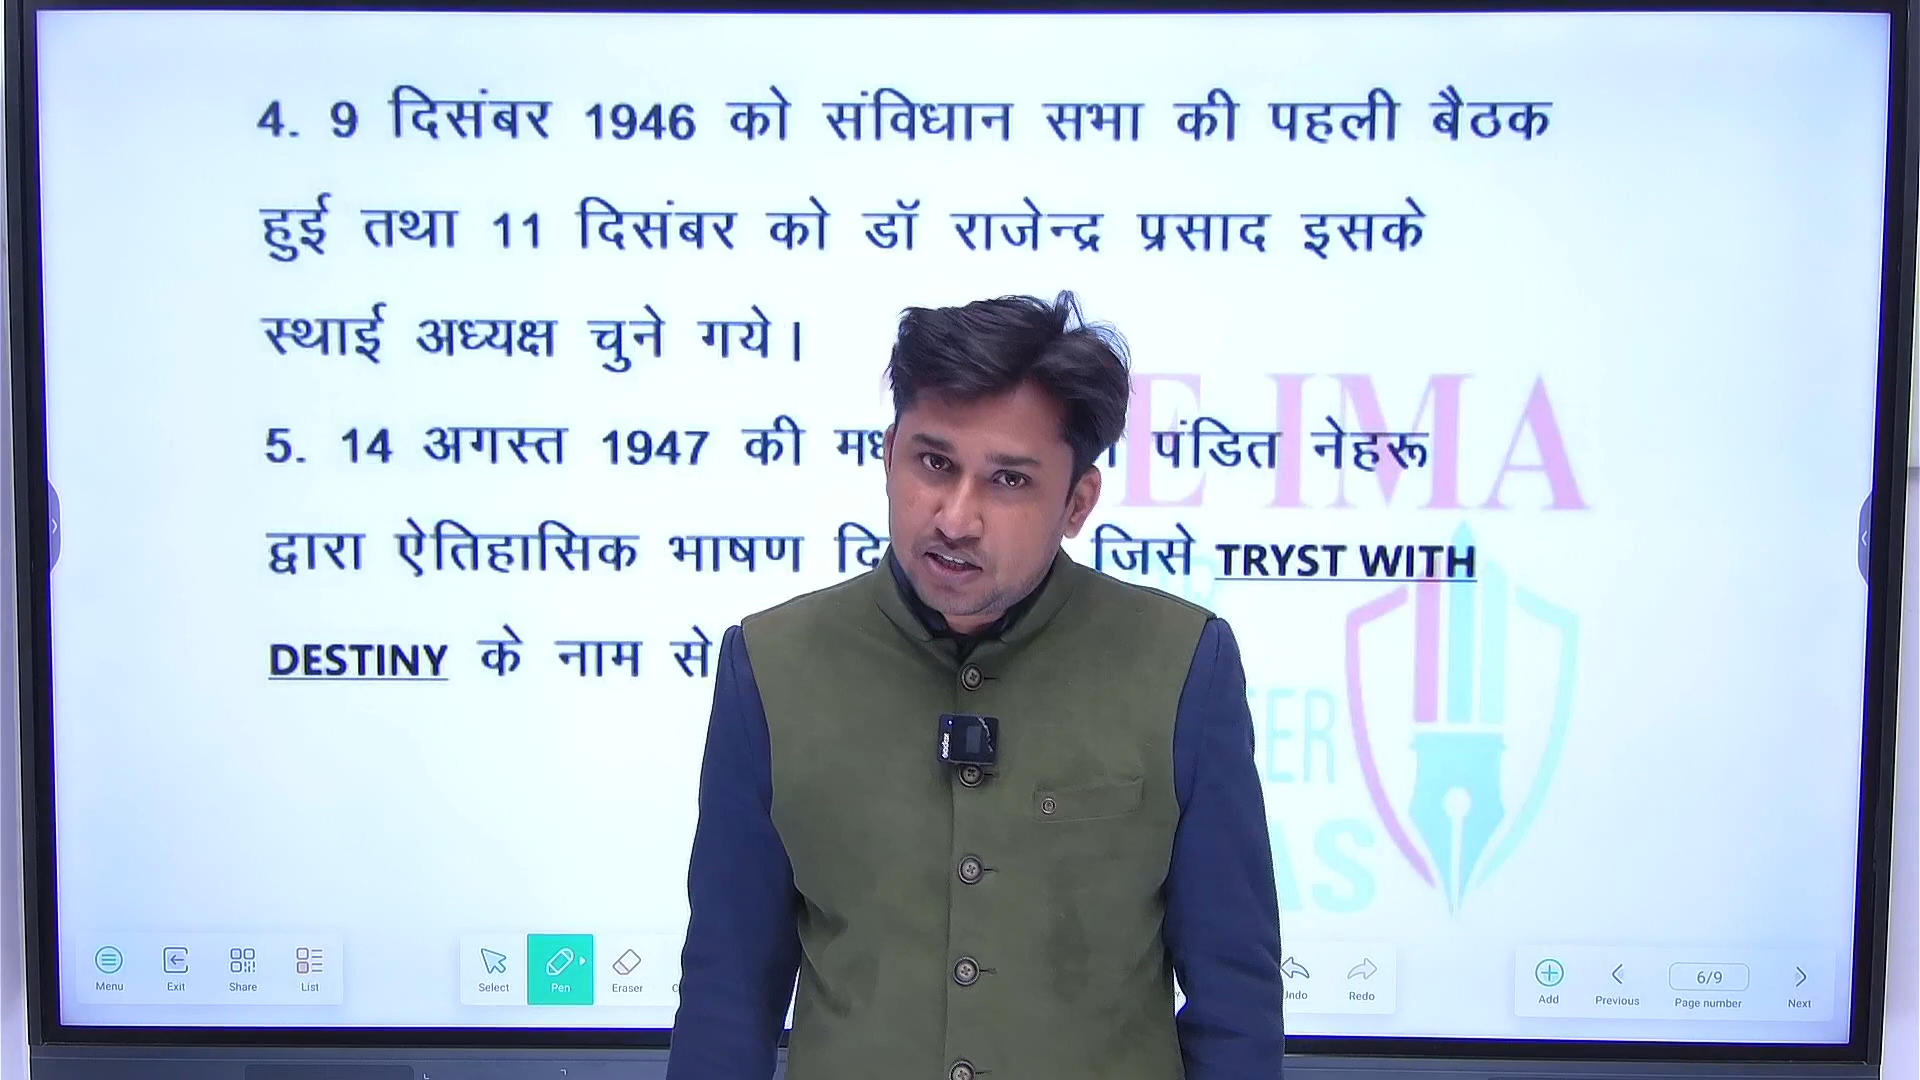 4. 9 दिसंबर 1946 को संविधान सभा की पहली बैठक
हुई तथा 11 दिसंबर को डॉ राजेन्द्र प्रसाद इसके
स्थाई अध्यक्ष चुने गये।
5. 14 अगस्त 1947 की पंडित नेहरू
द्वारा ऐतिहासिक भाषण जिसे TRYST WITH
DESTINY के नाम से
IMA
Menu Exit Share List Select Pen Eraser Undo Redo Add Previous 6/9 Page number Next